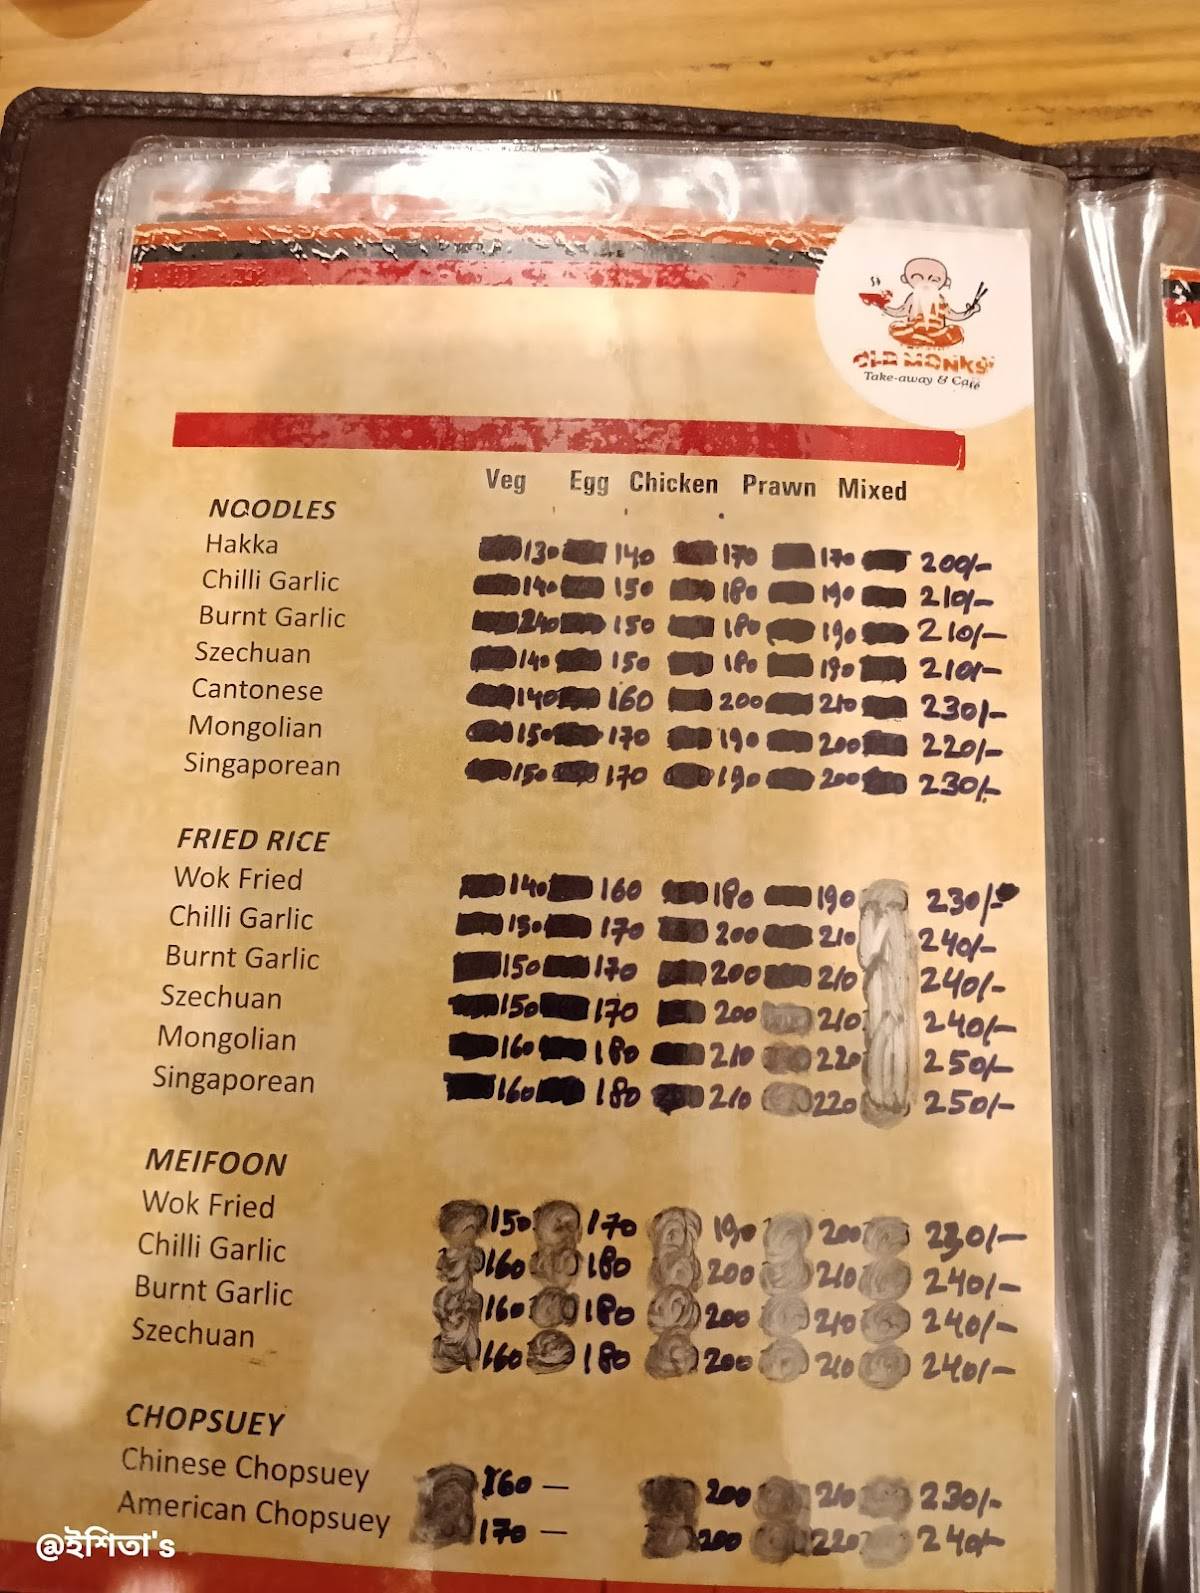 OLD MONKS
Take-away & Café
Veg Egg Chicken Prawn Mixed
NOODLES
Hakka 130 140 170 170 200/-
Chilli Garlic 140 150 180 190 210/-
Burnt Garlic 240 150 180 190 210/-
Szechuan 140 150 180 190 210/-
Cantonese 140 160 200 210 230/-
Mongolian 150 170 190 200 220/-
Singaporean 150 170 190 200 230/-
FRIED RICE
Wok Fried 140 160 180 190 230/-
Chilli Garlic 150 170 200 210 240/-
Burnt Garlic 150 170 200 210 240/-
Szechuan 150 170 200 210 240/-
Mongolian 160 180 210 220 250/-
Singaporean 160 180 210 220 250/-
MEIFOON
Wok Fried 150 170 190 200 230/-
Chilli Garlic 160 180 200 210 240/-
Burnt Garlic 160 180 200 210 240/-
Szechuan 160 180 200 210 240/-
CHOPSUEY
Chinese Chopsuey 160 — 200 210 230/-
American Chopsuey 170 — 200 220 240/-
@ইশিতা's